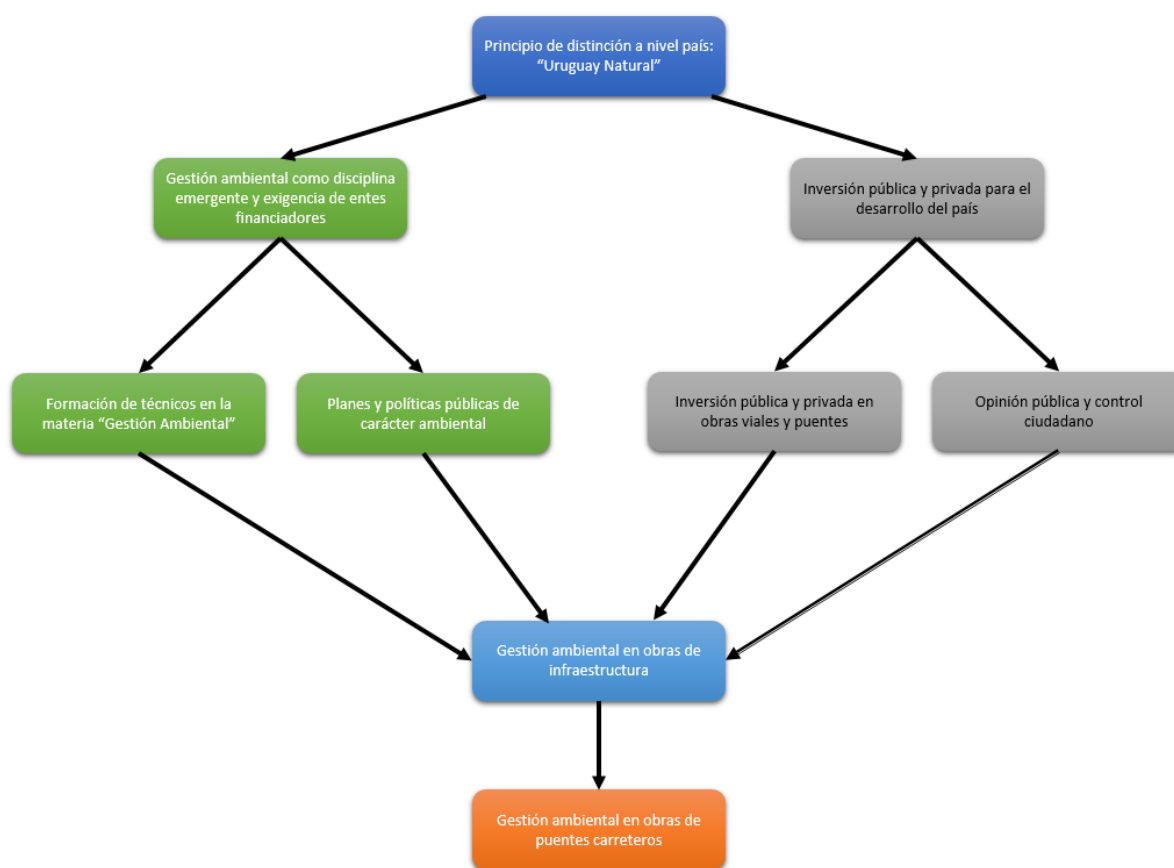 Principio de distinción a nivel país:
“Uruguay Natural”
Gestión ambiental como disciplina
emergente y exigencia de entes
financiadores
Inversión pública y privada para el
desarrollo del país
Formación de técnicos en la
materia “Gestión Ambiental”
Planes y políticas públicas de
carácter ambiental
Inversión pública y privada en
obras viales y puentes
Opinión pública y control
ciudadano
Gestión ambiental en obras de
infraestructura
Gestión ambiental en obras de
puentes carreteros